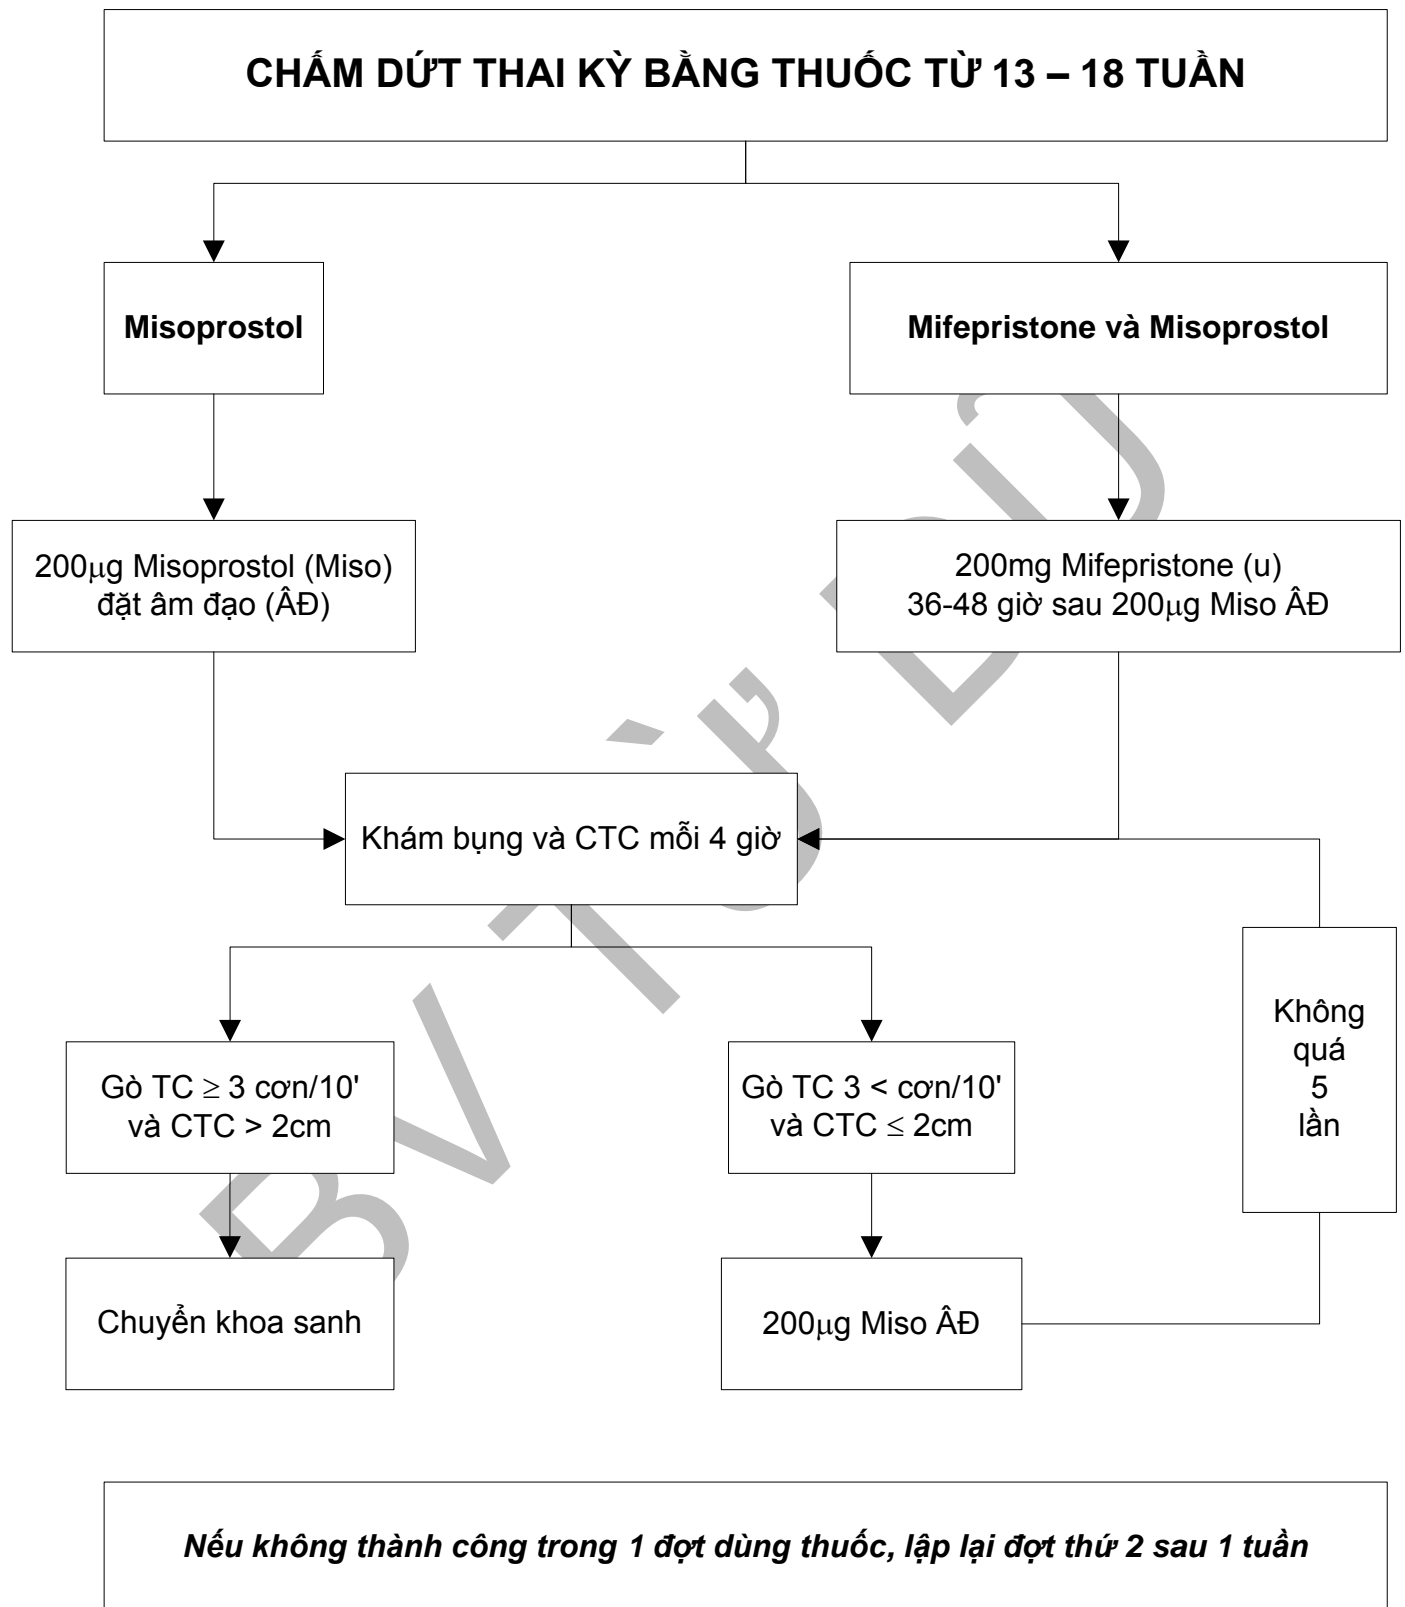 CHẤM DỨT THAI KỲ BẰNG THUỐC TỪ 13 – 18 TUẦN
Misoprostol
Mifepristone và Misoprostol
200μg Misoprostol (Miso)
đặt âm đạo (ÂĐ)
200mg Mifepristone (u)
36-48 giờ sau 200μg Miso ÂĐ
Khám bụng và CTC mỗi 4 giờ
Gò TC ≥ 3 cơn/10'
và CTC > 2cm
Gò TC 3 < cơn/10'
và CTC ≤ 2cm
Không
quá
5
lần
Chuyển khoa sanh
200μg Miso ÂĐ
Nếu không thành công trong 1 đợt dùng thuốc, lập lại đợt thứ 2 sau 1 tuần
BV TỪ DŨ